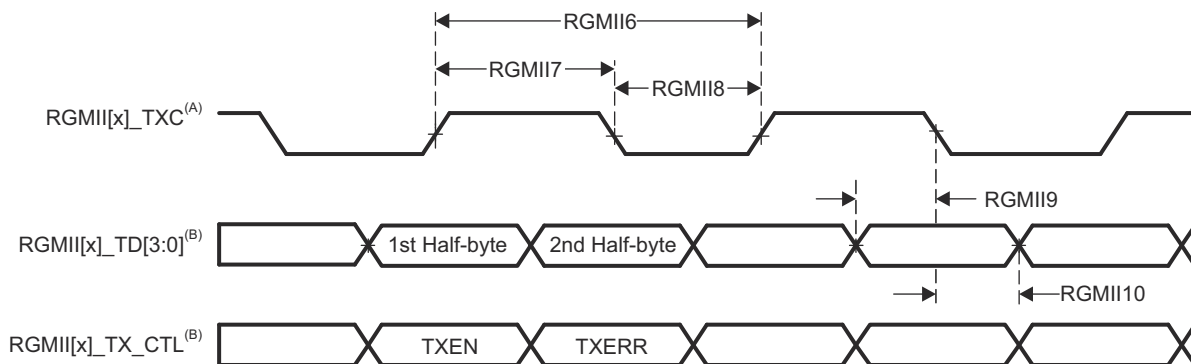 RGMII6
RGMII7
RGMII8
RGMII[x]_TXC(A)
RGMII9
RGMII[x]_TD[3:0](B)
1st Half-byte
2nd Half-byte
RGMII10
RGMII[x]_TX_CTL(B)
TXEN
TXERR